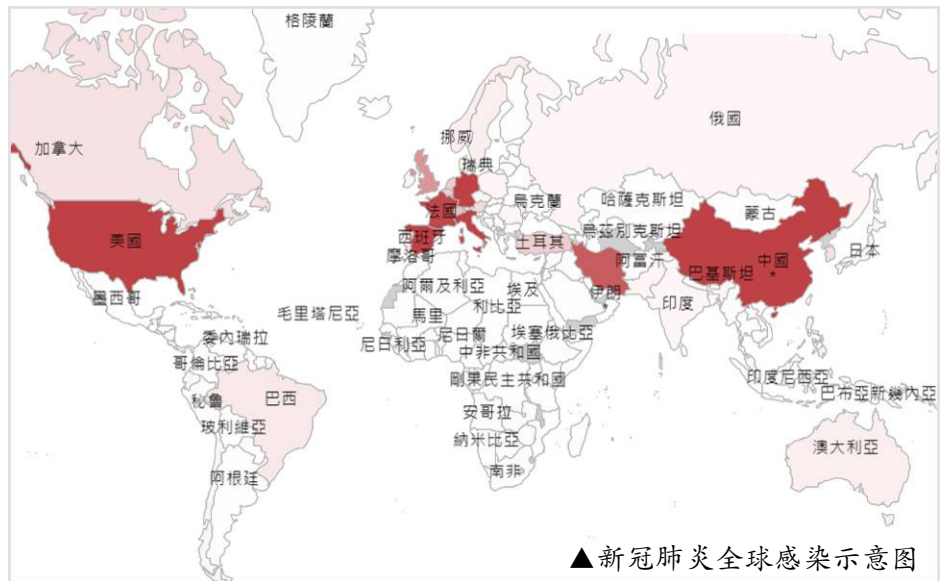 格陵蘭
俄國
挪威
加拿大
瑞典
烏克蘭
哈薩克斯坦
蒙古
法國
烏茲別克斯坦
美國
西班牙
土耳其
日本
摩洛哥
阿富汗
中國
巴基斯坦
阿爾及利亞
埃及
伊朗
墨西哥
利比亞
印度
毛里塔尼亞
馬里
委內瑞拉
尼日爾
埃塞俄比亞
尼日利亞
中非共和國
哥倫比亞
剛果民主共和國
印度尼西亞
巴布亞新幾內亞
秘魯
巴西
安哥拉
玻利維亞
納米比亞
澳大利亞
阿根廷
南非
▲新冠肺炎全球感染示意图